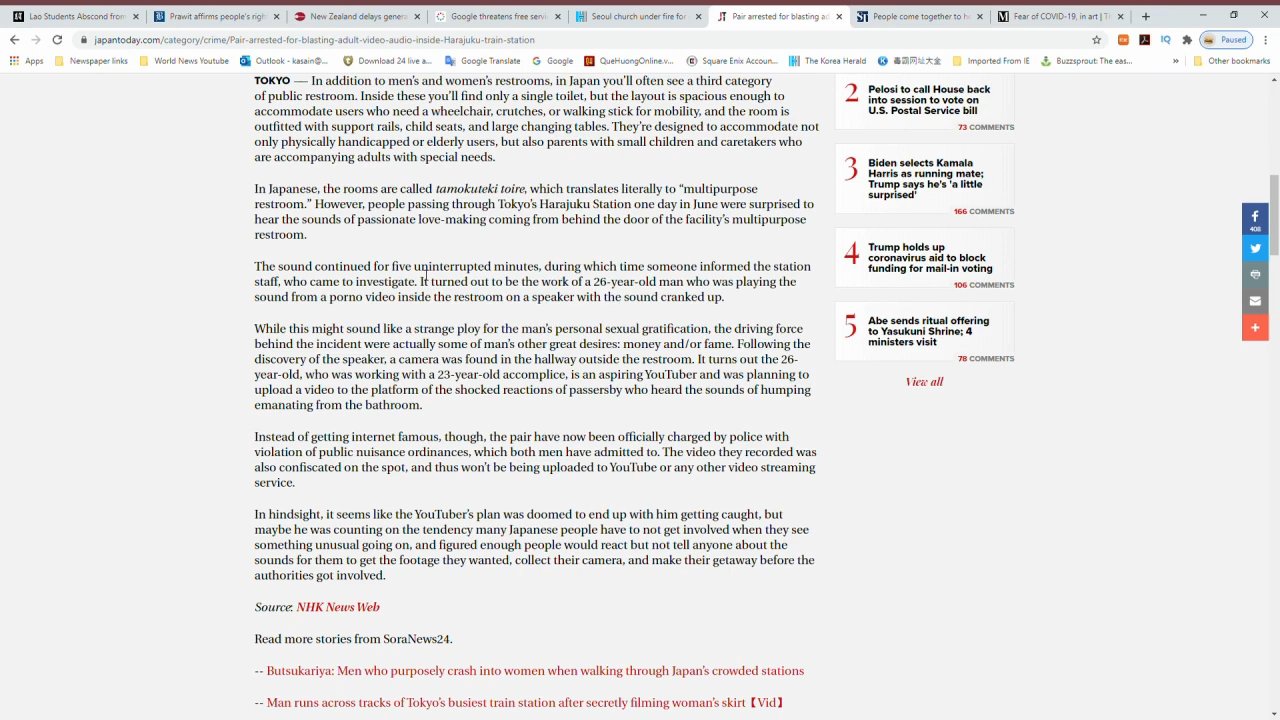 Lao Students Abscond from
Prawit affirms people's righ
New Zealand delays genera
Google threatens free servi
Seoul church under fire for
Pair arrested for blasting ad
People come together to h
Fear of COVID-19, in art | Th
japantoday.com/category/crime/Pair-arrested-for-blasting-adult-video-audio-inside-Harajuku-train-station
Paused
Apps
Newspaper links
World News Youtube
Outlook - kasain@...
Download 24 live a...
Google Translate
Google
QueHuongOnline.v...
Square Enix Accoun...
The Korea Herald
毒霸网址大全
Imported From IE
Buzzsprout: The eas...
Other bookmarks
TOKYO — In addition to men's and women's restrooms, in Japan you'll often see a third category
of public restroom. Inside these you'll find only a single toilet, but the layout is spacious enough to
accommodate users who need a wheelchair, crutches, or walking stick for mobility, and the room is
outfitted with support rails, child seats, and large changing tables. They're designed to accommodate not
only physically handicapped or elderly users, but also parents with small children and caretakers who
are accompanying adults with special needs.
In Japanese, the rooms are called tamokuteki toire, which translates literally to “multipurpose
restroom.” However, people passing through Tokyo's Harajuku Station one day in June were surprised to
hear the sounds of passionate love-making coming from behind the door of the facility's multipurpose
restroom.
The sound continued for five uninterrupted minutes, during which time someone informed the station
staff, who came to investigate. It turned out to be the work of a 26-year-old man who was playing the
sound from a porno video inside the restroom on a speaker with the sound cranked up.
While this might sound like a strange ploy for the man's personal sexual gratification, the driving force
behind the incident were actually some of man's other great desires: money and/or fame. Following the
discovery of the speaker, a camera was found in the hallway outside the restroom. It turns out the 26-
year-old, who was working with a 23-year-old accomplice, is an aspiring YouTuber and was planning to
upload a video to the platform of the shocked reactions of passersby who heard the sounds of humping
emanating from the bathroom.
Instead of getting internet famous, though, the pair have now been officially charged by police with
violation of public nuisance ordinances, which both men have admitted to. The video they recorded was
also confiscated on the spot, and thus won't be being uploaded to YouTube or any other video streaming
service.
In hindsight, it seems like the YouTuber's plan was doomed to end up with him getting caught, but
maybe he was counting on the tendency many Japanese people have to not get involved when they see
something unusual going on, and figured enough people would react but not tell anyone about the
sounds for them to get the footage they wanted, collect their camera, and make their getaway before the
authorities got involved.
Source: NHK News Web
Read more stories from SoraNews24.
-- Butsukariya: Men who purposely crash into women when walking through Japan's crowded stations
-- Man runs across tracks of Tokyo's busiest train station after secretly filming woman's skirt【Vid】
2
Pelosi to call House back
into session to vote on
U.S. Postal Service bill
73 COMMENTS
3
Biden selects Kamala
Harris as running mate;
Trump says he's 'a little
surprised'
166 COMMENTS
4
Trump holds up
coronavirus aid to block
funding for mail-in voting
106 COMMENTS
5
Abe sends ritual offering
to Yasukuni Shrine; 4
ministers visit
78 COMMENTS
View all
408